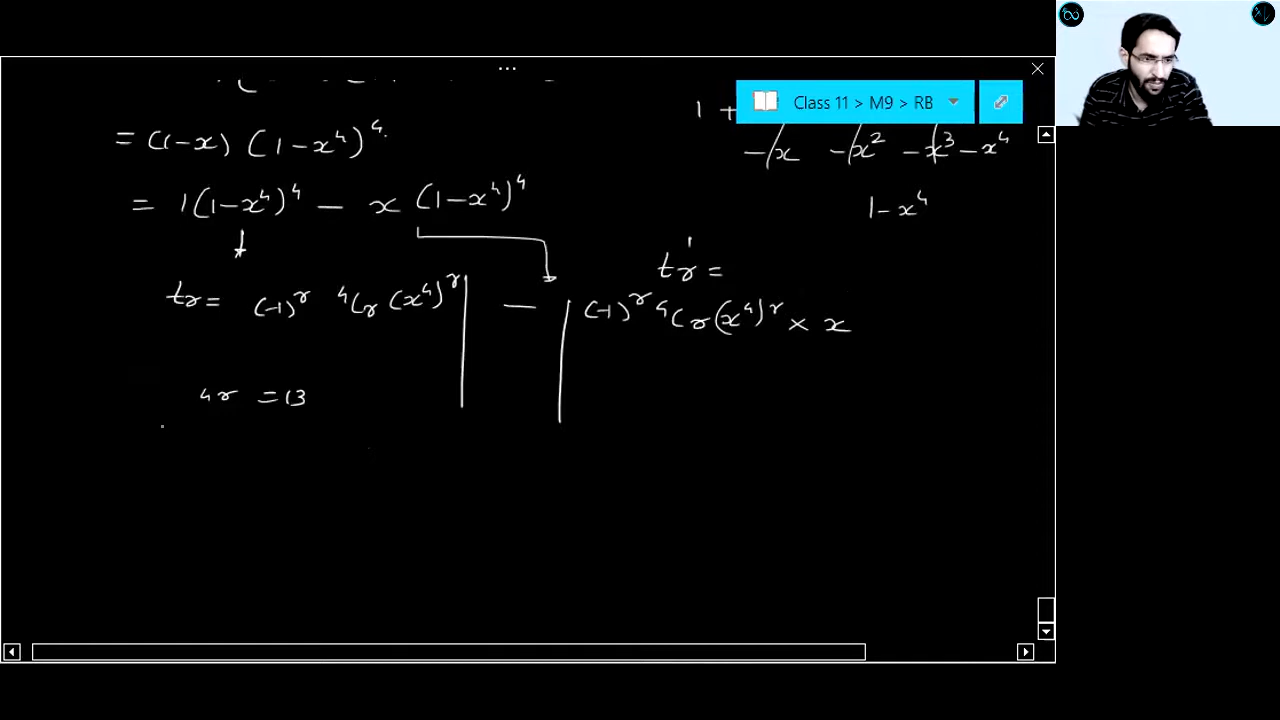 Class 11 > M9 > RB
1 +
= (1-x) (1-x⁴)⁴
-x -x² -x³ -x⁴
= 1(1-x⁴)⁴ - x (1-x⁴)⁴
1-x⁴
t'r =
tr = (-1)^r ⁴Cr (x⁴)^r - (-1)^r ⁴Cr (x⁴)^r × x
4r = 13